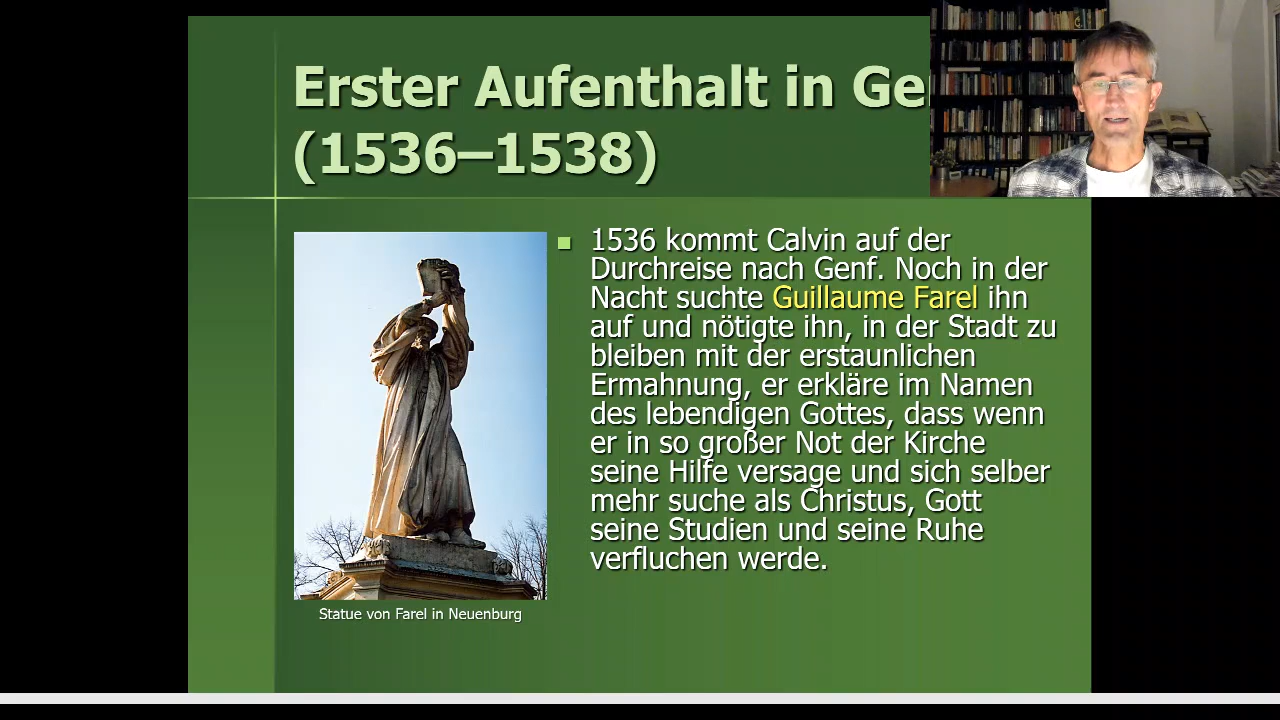 Erster Aufenthalt in
(1536–1538)
1536 kommt Calvin auf der
Durchreise nach Genf. Noch in der
Nacht suchte Guillaume Farel ihn
auf und nötigte ihn, in der Stadt zu
bleiben mit der erstaunlichen
Ermahnung, er erkläre im Namen
des lebendigen Gottes, dass wenn
er in so großer Not der Kirche
seine Hilfe versage und sich selber
mehr suche als Christus, Gott
seine Studien und seine Ruhe
verfluchen werde.
Statue von Farel in Neuenburg